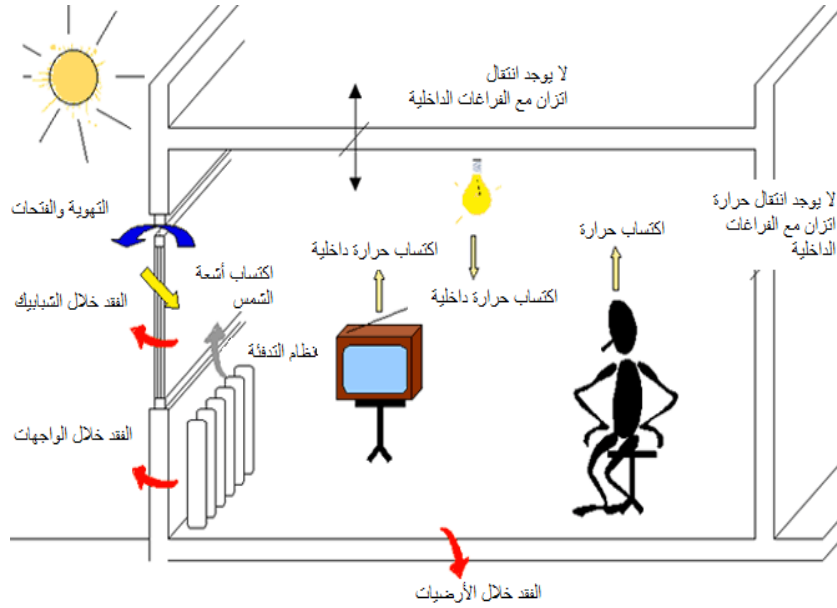 لا يوجد انتقال
اتزان مع الفراغات الداخلية
لا يوجد انتقال حرارة
اتزان مع الفراغات
الداخلية
التهوية والفتحات
اكتساب حرارة
اكتساب حرارة داخلية
اكتساب أشعة
الشمس
اكتساب حرارة داخلية
الفقد خلال الشبابيك
نظام التدفئة
الفقد خلال الواجهات
الفقد خلال الأرضيات